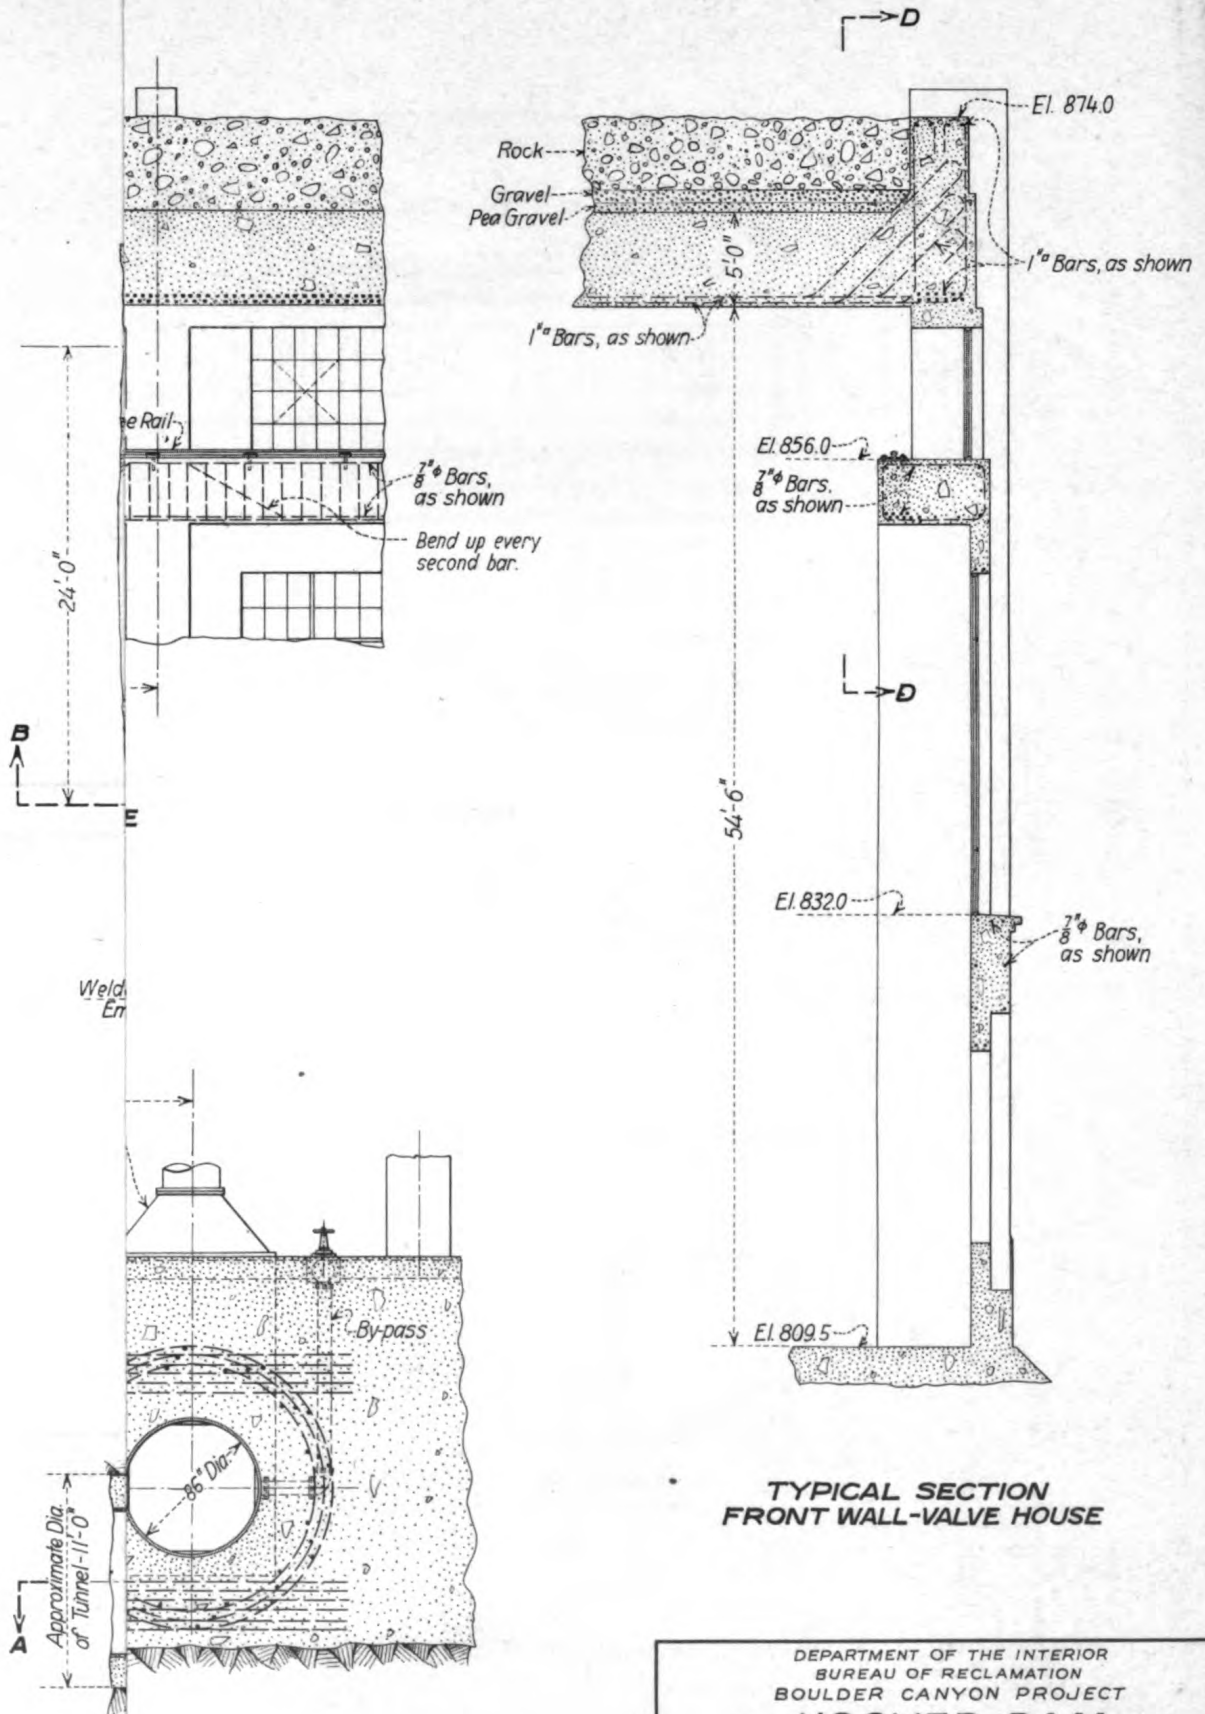 D
El. 874.0
Rock
Gravel
Pea Gravel
5'-0"
1"□ Bars, as shown
1"□ Bars, as shown
ee Rail
El. 856.0
7/8"φ Bars,
as shown
7/8"φ Bars,
as shown
Bend up every
second bar.
24'-0"
D
B
E
54'-6"
El. 832.0
7/8"φ Bars,
as shown
Weld
Em
By-pass
El. 809.5
86" Dia.
Approximate Dia.
of Tunnel-11'-0"
A
TYPICAL SECTION
FRONT WALL-VALVE HOUSE
DEPARTMENT OF THE INTERIOR
BUREAU OF RECLAMATION
BOULDER CANYON PROJECT
HOOVER DAM